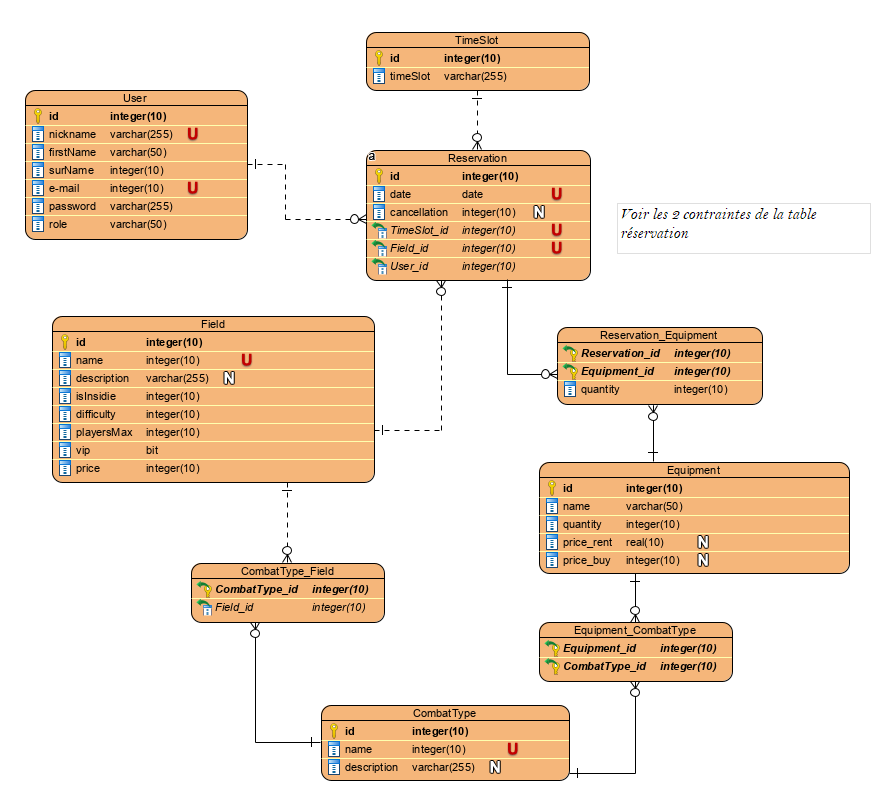 TimeSlot
id integer(10)
timeSlot varchar(255)
User
id integer(10)
nickname varchar(255) U
firstName varchar(50)
surName integer(10)
e-mail integer(10) U
password varchar(255)
role varchar(50)
a
Reservation
id integer(10)
date date U
cancellation integer(10) N
TimeSlot_id integer(10) U
Field_id integer(10) U
User_id integer(10)
Voir les 2 contraintes de la table
réservation
Field
id integer(10)
name integer(10) U
description varchar(255) N
isInsidie integer(10)
difficulty integer(10)
playersMax integer(10)
vip bit
price integer(10)
Reservation_Equipment
Reservation_id integer(10)
Equipment_id integer(10)
quantity integer(10)
Equipment
id integer(10)
name varchar(50)
quantity integer(10)
price_rent real(10) N
price_buy integer(10) N
CombatType_Field
CombatType_id integer(10)
Field_id integer(10)
Equipment_CombatType
Equipment_id integer(10)
CombatType_id integer(10)
CombatType
id integer(10)
name integer(10) U
description varchar(255) N